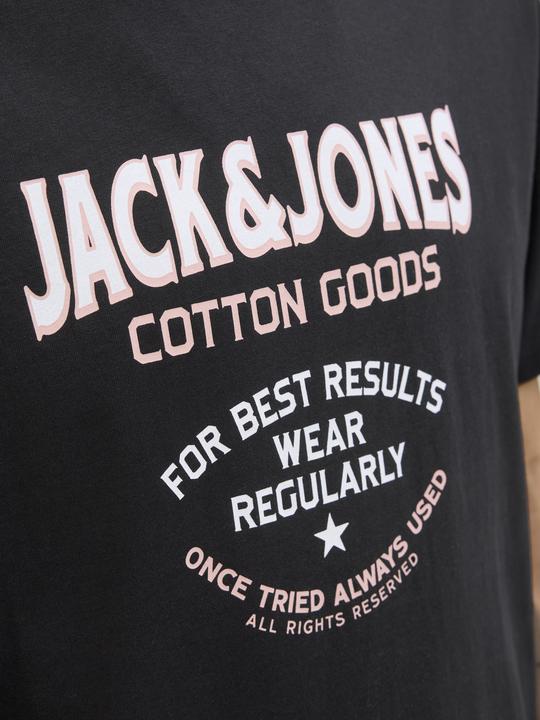 JACK&JONES
COTTON GOODS
FOR BEST RESULTS
WEAR
REGULARLY
ONCE TRIED ALWAYS USED
ALL RIGHTS RESERVED